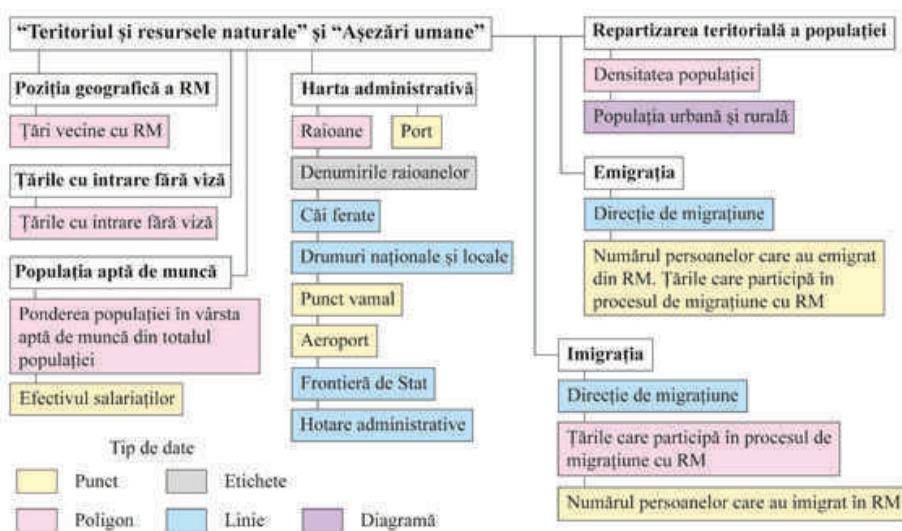 “Teritoriul și resursele naturale” și “Așezări umane”
Poziția geografică a RM
Țări vecine cu RM
Țările cu intrare fără viză
Țările cu intrare fără viză
Populația aptă de muncă
Ponderea populației în vârsta
aptă de muncă din totalul
populației
Efectivul salariaților
Harta administrativă
Raioane
Port
Denumirile raioanelor
Căi ferate
Drumuri naționale și locale
Punct vamal
Aeroport
Frontieră de Stat
Hotare administrative
Repartizarea teritorială a populației
Densitatea populației
Populația urbană și rurală
Emigrația
Direcție de migrațiune
Numărul persoanelor care au emigrat
din RM. Țările care participă în
procesul de migrațiune cu RM
Imigrația
Direcție de migrațiune
Țările care participă în procesul de
migrațiune cu RM
Numărul persoanelor care au imigrat în RM
Tip de date
Punct
Etichete
Poligon
Linie
Diagramă